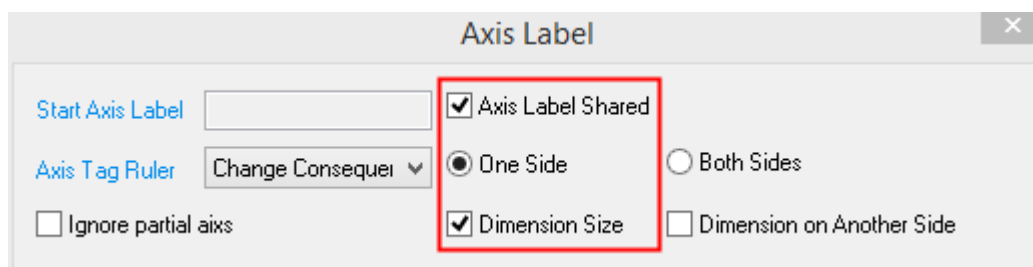 Axis Label
Start Axis Label
Axis Label Shared
Axis Tag Ruler Change Consequer One Side Both Sides
Ignore partial aixs Dimension Size Dimension on Another Side